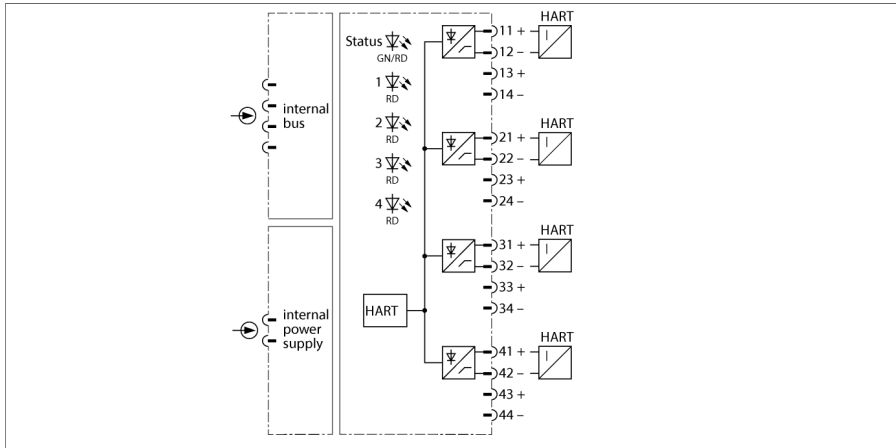 Status
GN/RD
1
RD
2
RD
3
RD
4
RD
internal
bus
internal
power
supply
HART
HART
11 +
12 –
13 +
14 –
HART
21 +
22 –
23 +
24 –
HART
31 +
32 –
33 +
34 –
HART
41 +
42 –
43 +
44 –